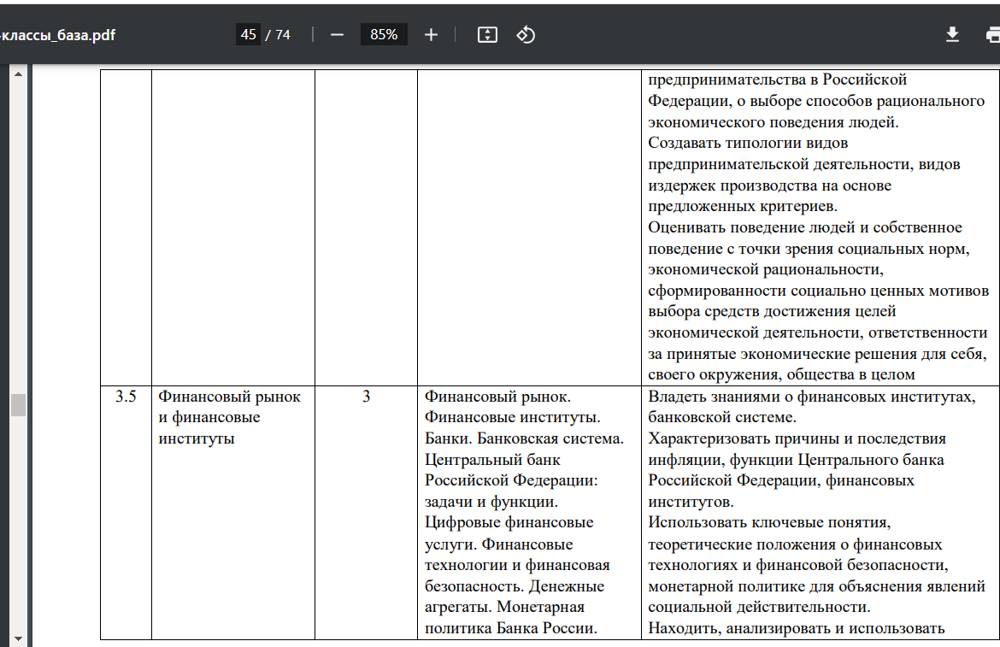 -классы_база.pdf
45 / 74
85%
предпринимательства в Российской
Федерации, о выборе способов рационального
экономического поведения людей.
Создавать типологии видов
предпринимательской деятельности, видов
издержек производства на основе
предложенных критериев.
Оценивать поведение людей и собственное
поведение с точки зрения социальных норм,
экономической рациональности,
сформированности социально ценных мотивов
выбора средств достижения целей
экономической деятельности, ответственности
за принятые экономические решения для себя,
своего окружения, общества в целом
3.5
Финансовый рынок
и финансовые
институты
3
Финансовый рынок.
Финансовые институты.
Банки. Банковская система.
Центральный банк
Российской Федерации:
задачи и функции.
Цифровые финансовые
услуги. Финансовые
технологии и финансовая
безопасность. Денежные
агрегаты. Монетарная
политика Банка России.
Владеть знаниями о финансовых институтах,
банковской системе.
Характеризовать причины и последствия
инфляции, функции Центрального банка
Российской Федерации, финансовых
институтов.
Использовать ключевые понятия,
теоретические положения о финансовых
технологиях и финансовой безопасности,
монетарной политике для объяснения явлений
социальной действительности.
Находить, анализировать и использовать